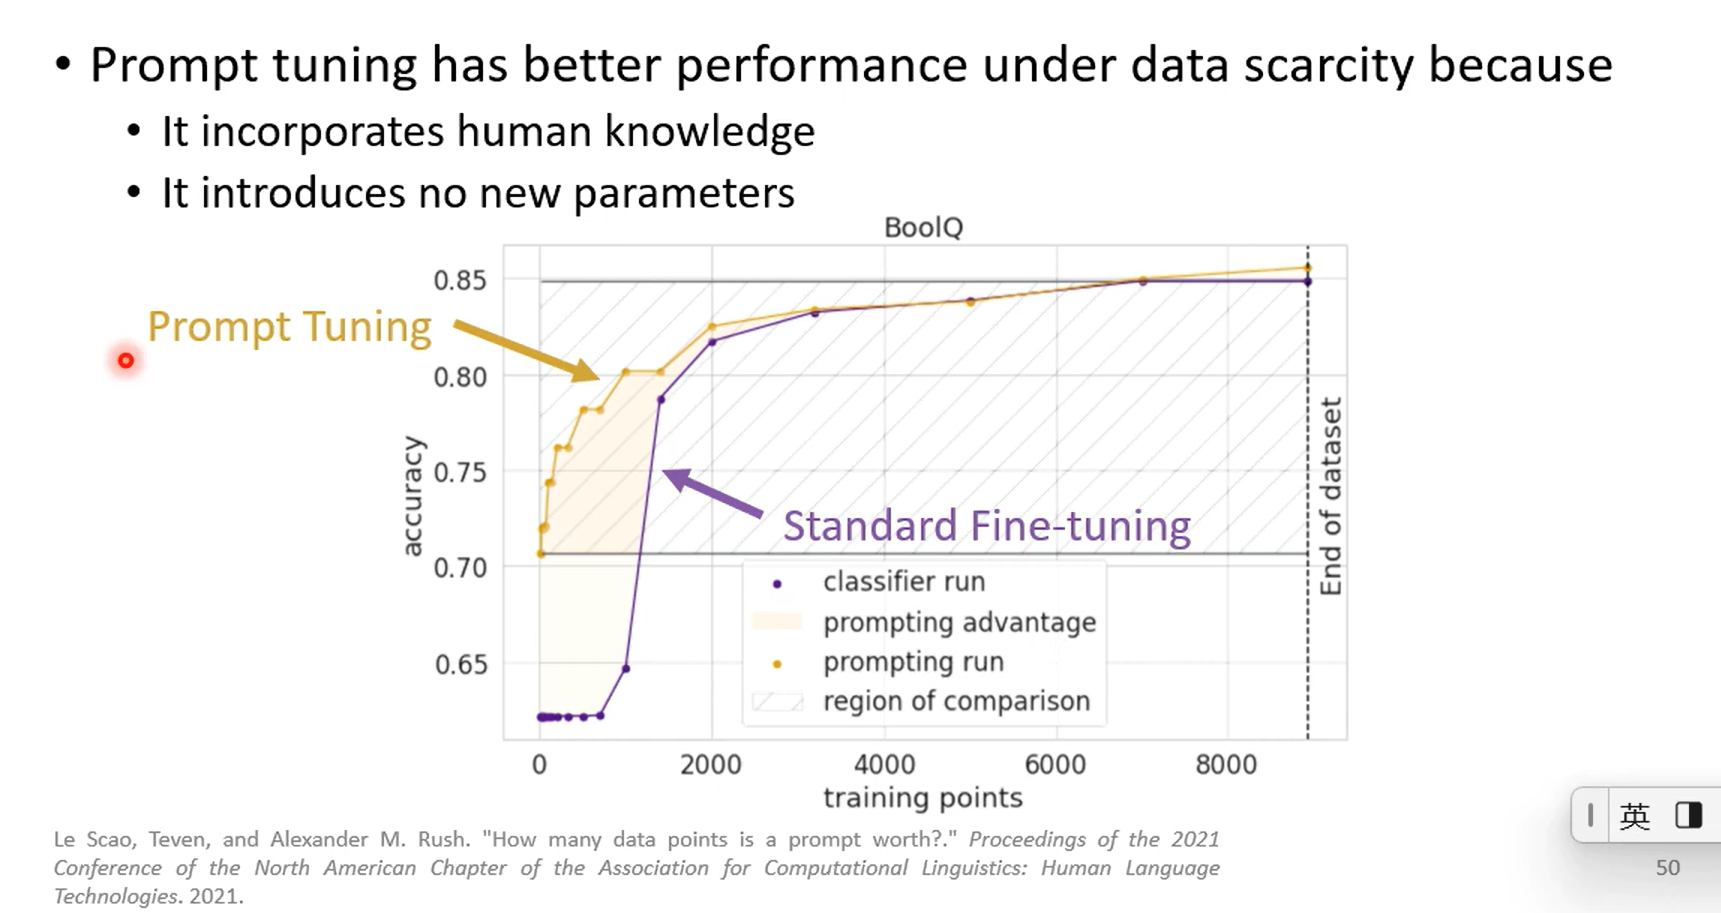 • Prompt tuning has better performance under data scarcity because
• It incorporates human knowledge
• It introduces no new parameters
BoolQ
0.85
Prompt Tuning
0.80
0.75
accuracy
Standard Fine-tuning
End of dataset
0.70
classifier run
prompting advantage
0.65
prompting run
region of comparison
0 2000 4000 6000 8000
training points
英
Le Scao, Teven, and Alexander M. Rush. "How many data points is a prompt worth?." Proceedings of the 2021
Conference of the North American Chapter of the Association for Computational Linguistics: Human Language
Technologies. 2021.
50